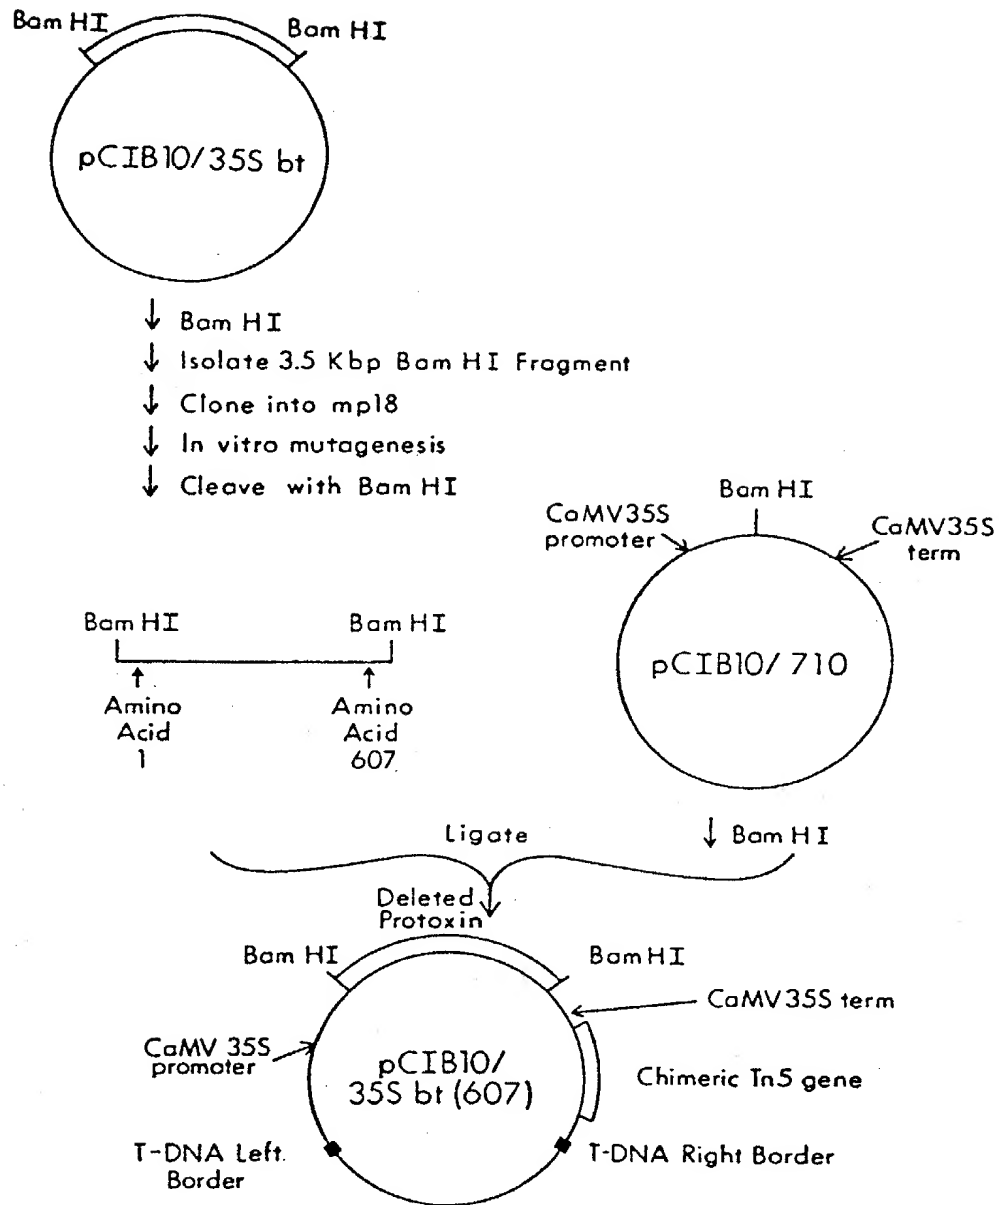 Bam HI
Bam HI
pCIB10/35S bt
↓ Bam HI
↓ Isolate 3.5 Kbp Bam HI Fragment
↓ Clone into mp18
↓ In vitro mutagenesis
↓ Cleave with Bam HI
Bam HI
CaMV35S
promoter
CaMV35S
term
pCIB10/ 710
Bam HI
Bam HI
Amino
Acid
1
Amino
Acid
607
↓ Bam HI
Ligate
Deleted
Protoxin
Bam HI
Bam HI
CaMV35S term
CaMV 35S
promoter
pCIB10/
35S bt (607)
Chimeric Tn5 gene
T-DNA Left
Border
T-DNA Right Border